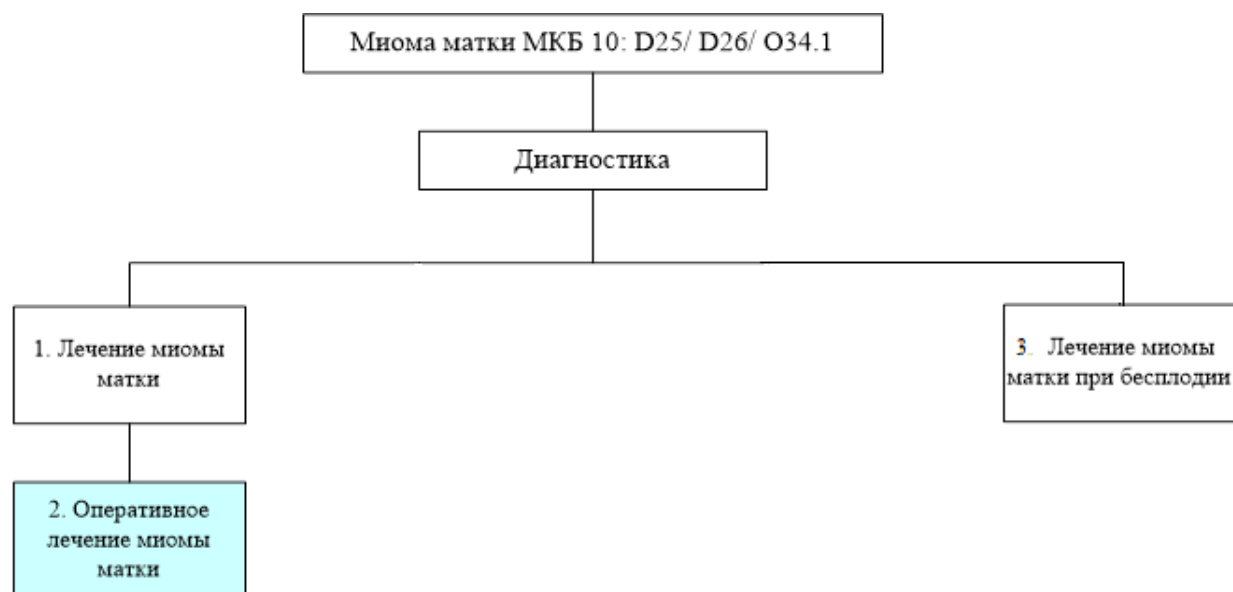 Миома матки МКБ 10: D25/ D26/ O34.1
Диагностика
1. Лечение миомы
матки
3. Лечение миомы
матки при бесплодии
2. Оперативное
лечение миомы
матки